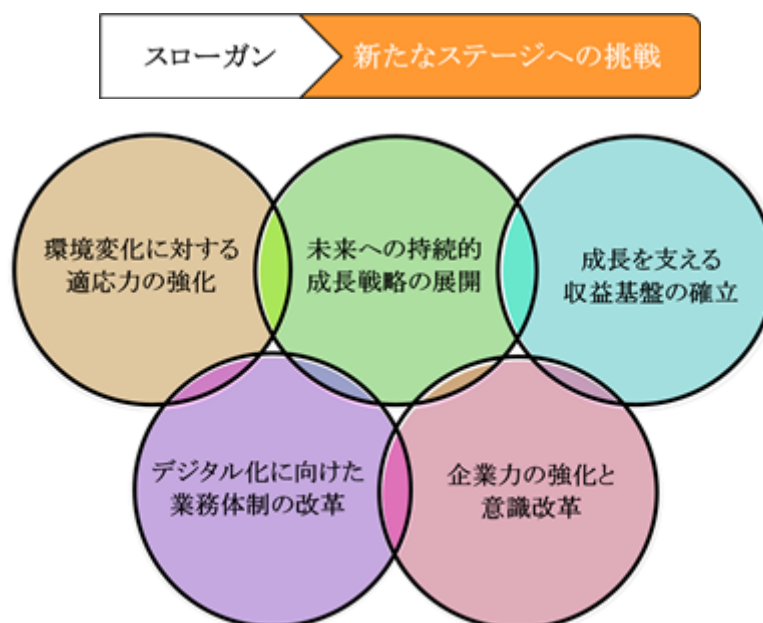 スローガン 新たなステージへの挑戦
環境変化に対する
適応力の強化
未来への持続的
成長戦略の展開
成長を支える
収益基盤の確立
デジタル化に向けた
業務体制の改革
企業力の強化と
意識改革